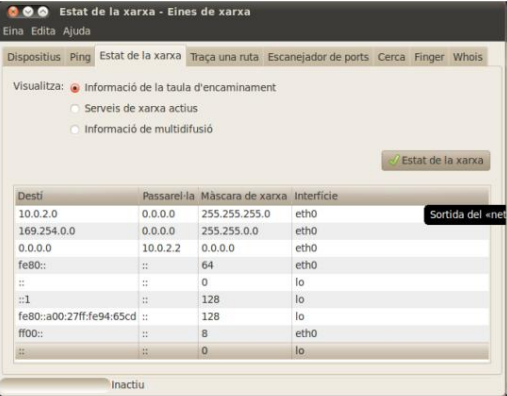 Estat de la xarxa - Eines de xarxa
Eina Edita Ajuda
Dispositius Ping Estat de la xarxa Traça una ruta Escanejador de ports Cerca Finger Whois
Visualitza: Informació de la taula d'encaminament
Serveis de xarxa actius
Informació de multidifusió
Estat de la xarxa
Destí Passarel·la Màscara de xarxa Interfície
Sortida del «net
10.0.2.0 0.0.0.0 255.255.255.0 eth0
169.254.0.0 0.0.0.0 255.255.0.0 eth0
0.0.0.0 10.0.2.2 0.0.0.0 eth0
fe80:: :: 64 eth0
:: :: 0 lo
::1 :: 128 lo
fe80::a00:27ff:fe94:65cd :: 128 lo
ff00:: :: 8 eth0
:: :: 0 lo
Inactiu